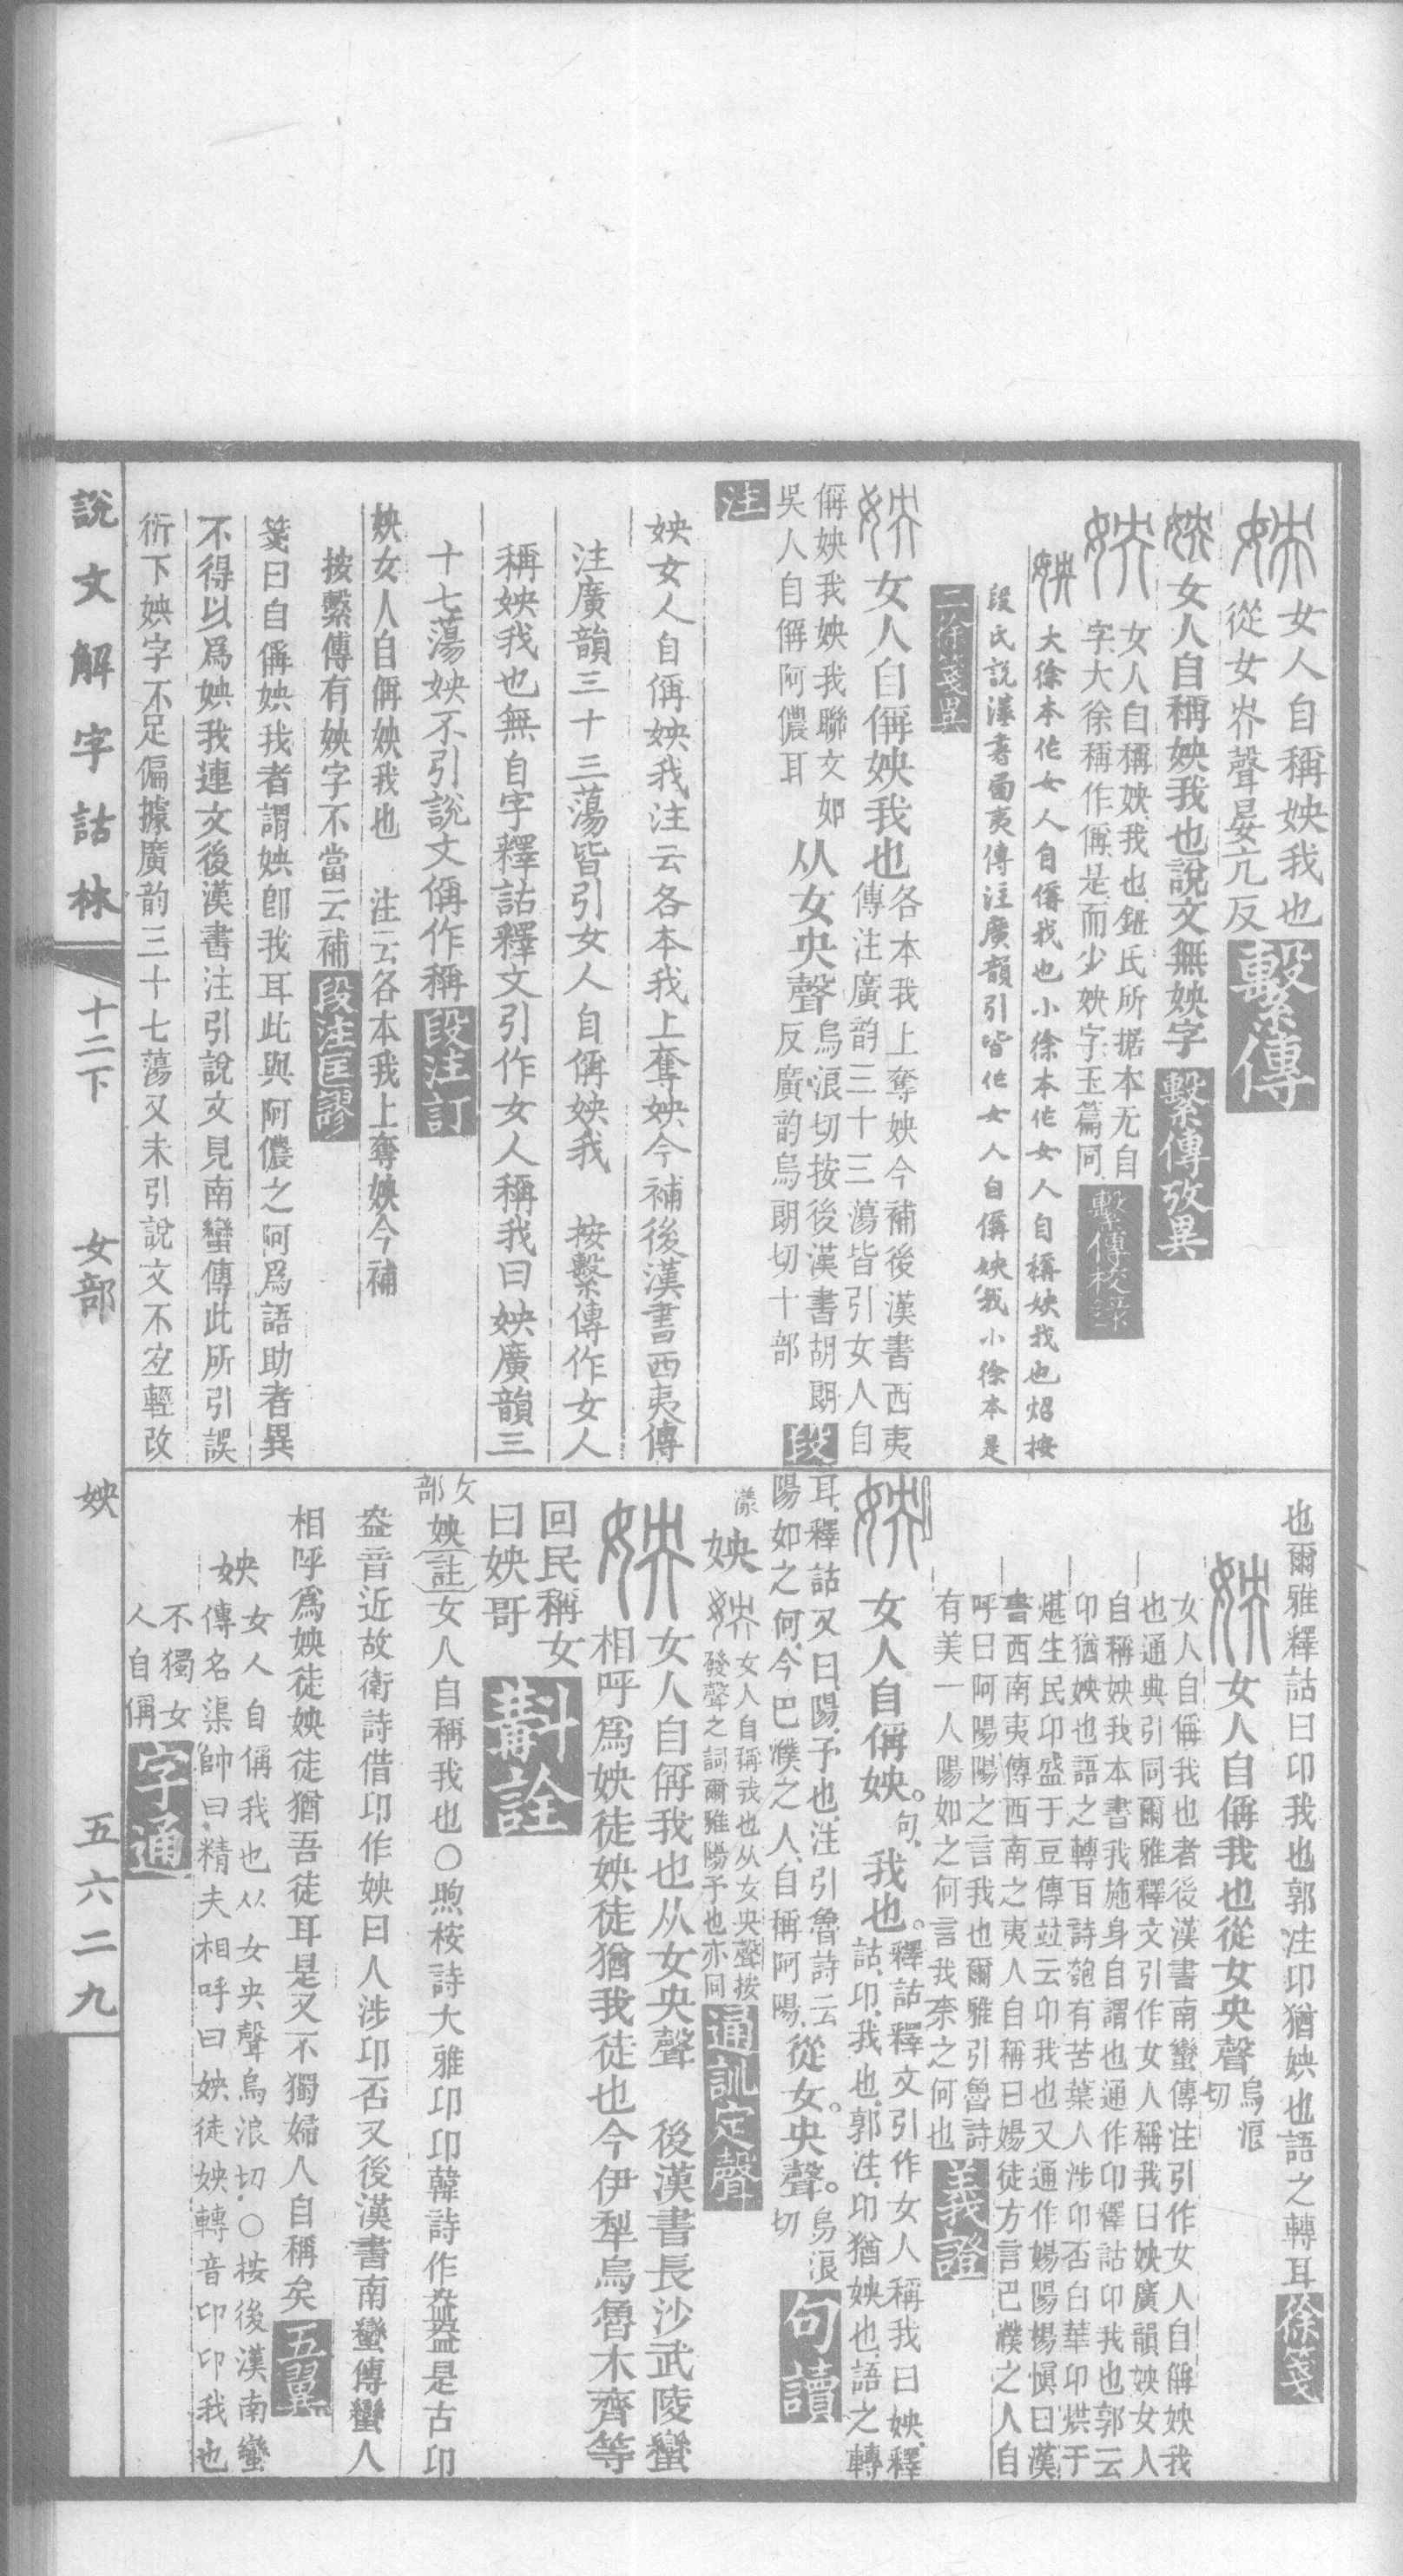 女人自稱姎我也
從女央聲晏亢反
繫傳
姎女人自稱姎我也說文無姎字
繫傳攷異
女人自稱姎我也鈕氏所据本无自
字大徐稱作偁是而少姎字玉篇同
繫傳校錄
大徐本作女人自偁我也小徐本作女人自稱姎我也炤按
段氏說漢書西夷傳注廣韻引皆作女人自偁姎我小徐本是
二徐箋異
女人自偁姎我也
各本我上奪姎今補後漢書西夷
傳注廣韵三十三蕩皆引女人自
偁姎我姎我聯文如
吳人自偁阿儂耳
从女央聲
烏浪切按後漢書胡朗
反廣韵烏朗切十部
段
注
姎女人自偁姎我注云各本我上奪姎今補後漢書西夷傳
注廣韻三十三蕩皆引女人自偁姎我 按繫傳作女人
稱姎我也無自字釋詁釋文引作女人稱我曰姎廣韻三
十七蕩姎不引說文偁作稱
段注訂
姎女人自偁姎我也 注云各本我上奪姎今補
按繫傳有姎字不當云補
段注匡謬
箋曰自偁姎我者謂姎卽我耳此與阿儂之阿爲語助者異
不得以爲姎我連文後漢書注引說文見南蠻傳此所引誤
衍下姎字不足偏據廣韵三十七蕩又未引說文不宜輕改
也爾雅釋詁曰卬我也郭注卬猶姎也語之轉耳
徐箋
女人自偁我也從女央聲
烏浪
切
女人自偁我也者後漢書南蠻傳注引作女人自偁姎我
也通典引同爾雅釋文引作女人稱我曰姎廣韻姎女人
自稱姎我本書我施身自謂也通作卬釋詁卬我也郭云
卬猶姎也語之轉百詩匏有苦葉人涉卬否白華卬烘于
煁生民卬盛于豆傳竝云卬我也又通作媀陽楊愼曰漢
書西南夷傳西南之夷人自稱曰媀徒方言巴濮之人自
呼曰阿陽陽之言我也爾雅引魯詩
有美一人陽如之何言我柰之何也
義證
女人自偁姎。句、我也。
釋詁釋文引作女人稱我曰姎、釋
詁、卬、我也、郭注、卬猶姎也、語之轉
耳、釋詁又曰、陽、予也、注引魯詩云
陽如之何、今巴濮之人、自稱阿陽、
從女。央聲。
烏浪
切
句讀
漾
姎
女人自稱我也从女央聲按
發聲之詞爾雅陽予也亦同
通訓定聲
女人自偁我也从女央聲 後漢書長沙武陵蠻
相呼爲姎徒姎徒猶我徒也今伊犁烏魯木齊等
回民稱女
曰姎哥
斠詮
女
部
姎(註)女人自稱我也○煦桉詩大雅卬卬韓詩作盎盎是古卬
盎音近故衛詩借卬作姎曰人涉卬否又後漢書南蠻傳蠻人
相呼爲姎徒姎徒猶吾徒耳是又不獨婦人自稱矣
五翼
姎女人自偁我也从女央聲烏浪切。○桉後漢南蠻
傳名渠帥曰精夫相呼曰姎徒姎轉音卬卬我也
不獨女
人自偁
字通
說文解字詁林
十二下
女部
姎
五六二九